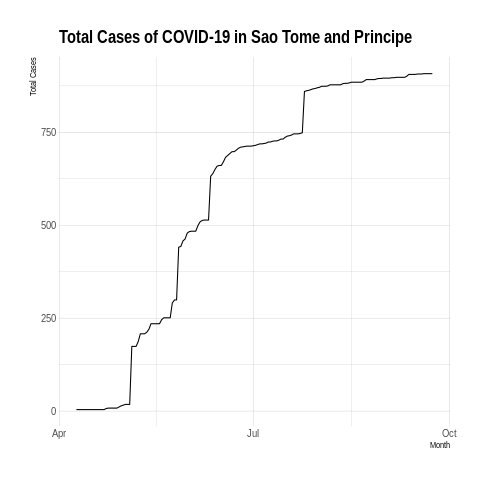 Total Cases of COVID-19 in Sao Tome and Principe
Total Cases
750
500
250
0
Apr
Jul
Oct
Month